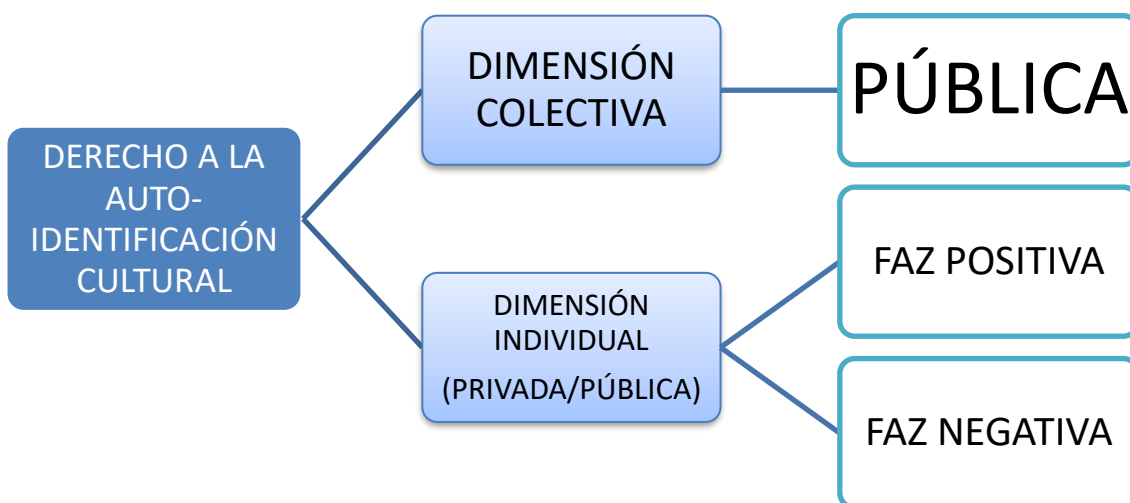 DERECHO A LA
AUTO-
IDENTIFICACIÓN
CULTURAL
DIMENSIÓN
COLECTIVA
PÚBLICA
DIMENSIÓN
INDIVIDUAL
(PRIVADA/PÚBLICA)
FAZ POSITIVA
FAZ NEGATIVA